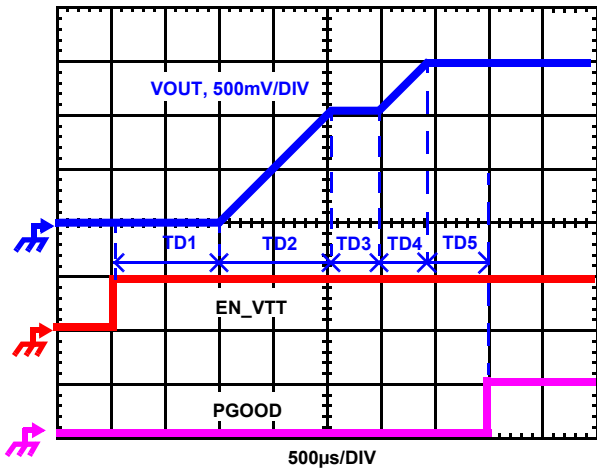 VOUT, 500mV/DIV
TD1 TD2 TD3 TD4 TD5
EN_VTT
PGOOD
500µs/DIV